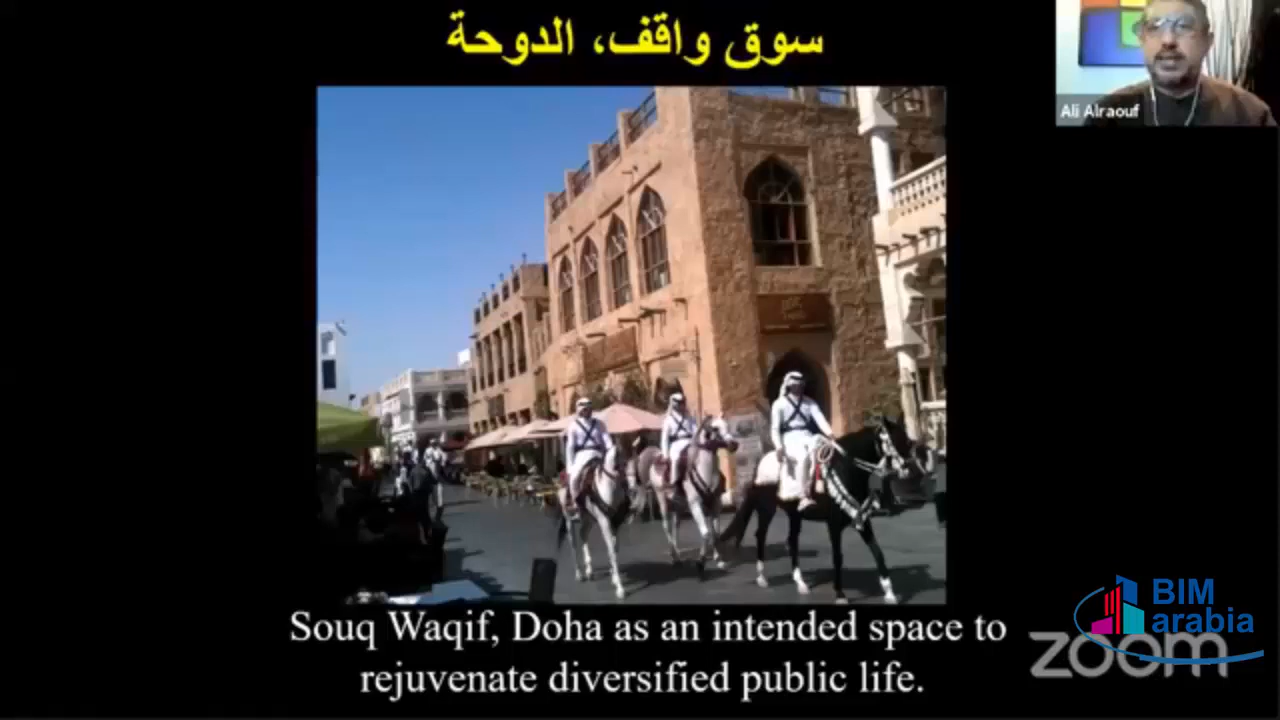 سوق واقف، الدوحة
Ali Alraouf
Souq Waqif, Doha as an intended space to
rejuvenate diversified public life.
BIM
arabia
zoom